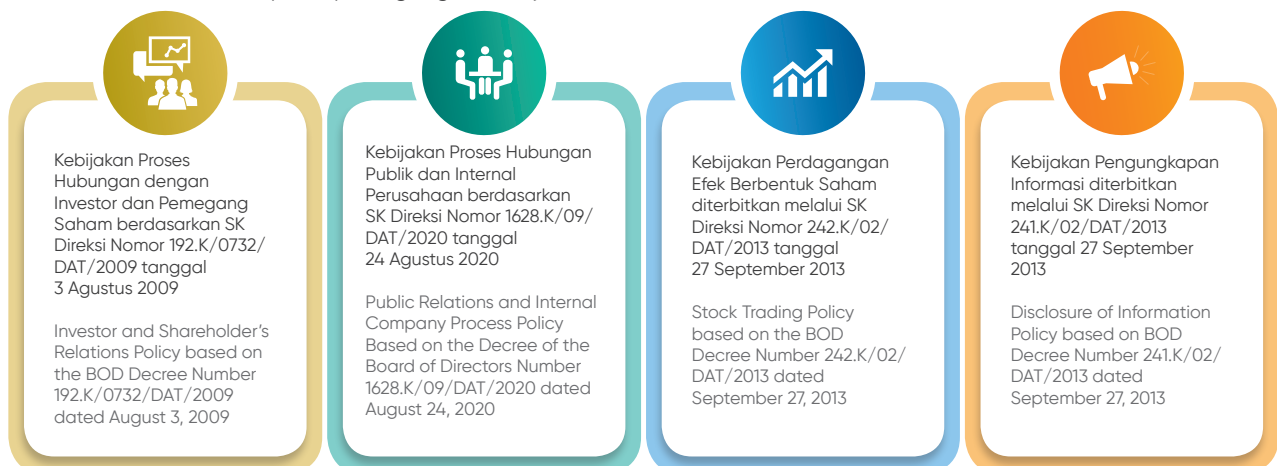 Kebijakan Proses
Hubungan dengan
Investor dan Pemegang
Saham berdasarkan SK
Direksi Nomor 192.K/0732/
DAT/2009 tanggal
3 Agustus 2009
Investor and Shareholder's
Relations Policy based on
the BOD Decree Number
192.K/0732/DAT/2009
dated August 3, 2009
Kebijakan Proses Hubungan
Publik dan Internal
Perusahaan berdasarkan
SK Direksi Nomor 1628.K/09/
DAT/2020 tanggal
24 Agustus 2020
Public Relations and Internal
Company Process Policy
Based on the Decree of the
Board of Directors Number
1628.K/09/DAT/2020 dated
August 24, 2020
Kebijakan Perdagangan
Efek Berbentuk Saham
diterbitkan melalui SK
Direksi Nomor 242.K/02/
DAT/2013 tanggal
27 September 2013
Stock Trading Policy
based on the BOD
Decree Number 242.K/02/
DAT/2013 dated
September 27, 2013
Kebijakan Pengungkapan
Informasi diterbitkan
melalui SK Direksi Nomor
241.K/02/DAT/2013
tanggal 27 September
2013
Disclosure of Information
Policy based on BOD
Decree Number 241.K/02/
DAT/2013 dated
September 27, 2013